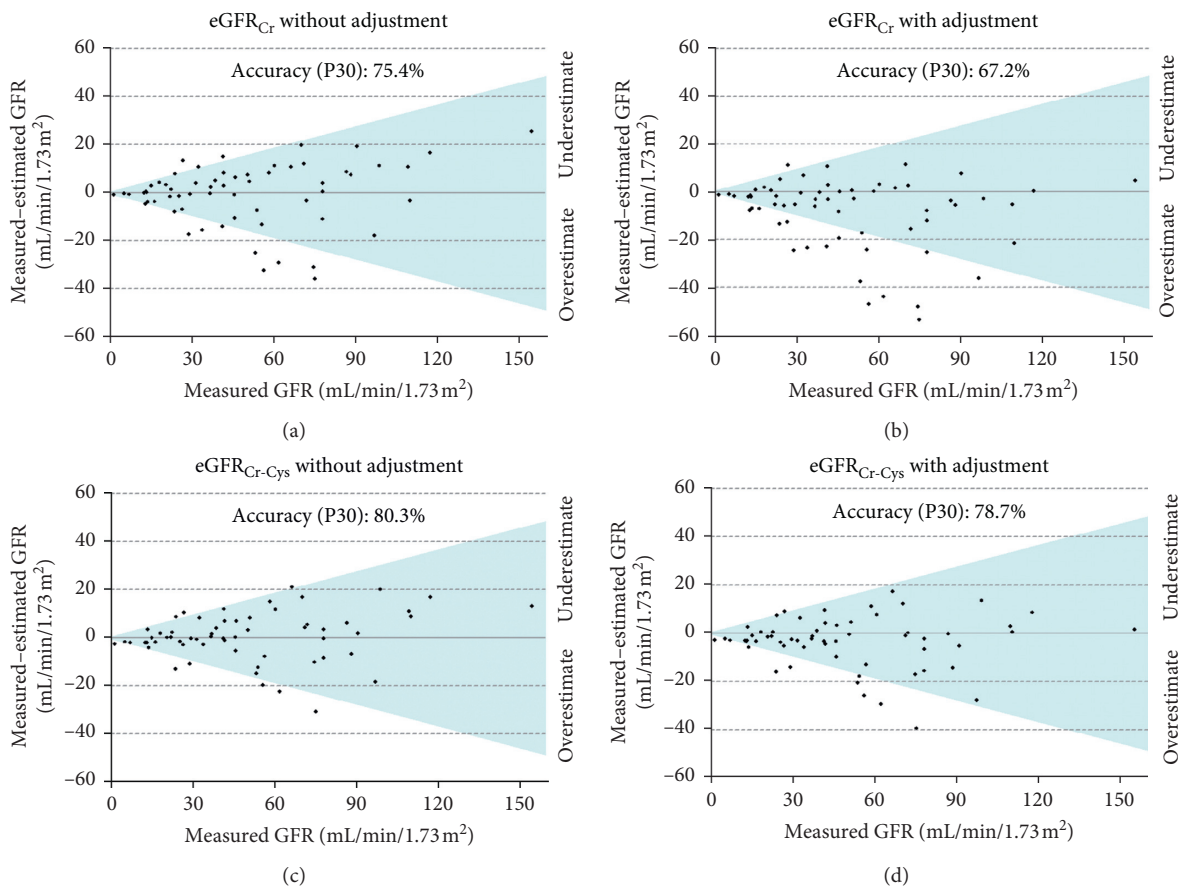 eGFRCr without adjustment
Accuracy (P30): 75.4%
60
40
20
0
−20
−40
−60
Measured–estimated GFR
(mL/min/1.73 m²)
Underestimate
Overestimate
0 30 60 90 120 150
Measured GFR (mL/min/1.73 m²)
(a)
eGFRCr with adjustment
Accuracy (P30): 67.2%
60
40
20
0
−20
−40
−60
Measured–estimated GFR
(mL/min/1.73 m²)
Underestimate
Overestimate
0 30 60 90 120 150
Measured GFR (mL/min/1.73 m²)
(b)
eGFRCr-Cys without adjustment
Accuracy (P30): 80.3%
60
40
20
0
−20
−40
−60
Measured–estimated GFR
(mL/min/1.73 m²)
Underestimate
Overestimate
0 30 60 90 120 150
Measured GFR (mL/min/1.73 m²)
(c)
eGFRCr-Cys with adjustment
Accuracy (P30): 78.7%
60
40
20
0
−20
−40
−60
Measured–estimated GFR
(mL/min/1.73 m²)
Underestimate
Overestimate
0 30 60 90 120 150
Measured GFR (mL/min/1.73 m²)
(d)